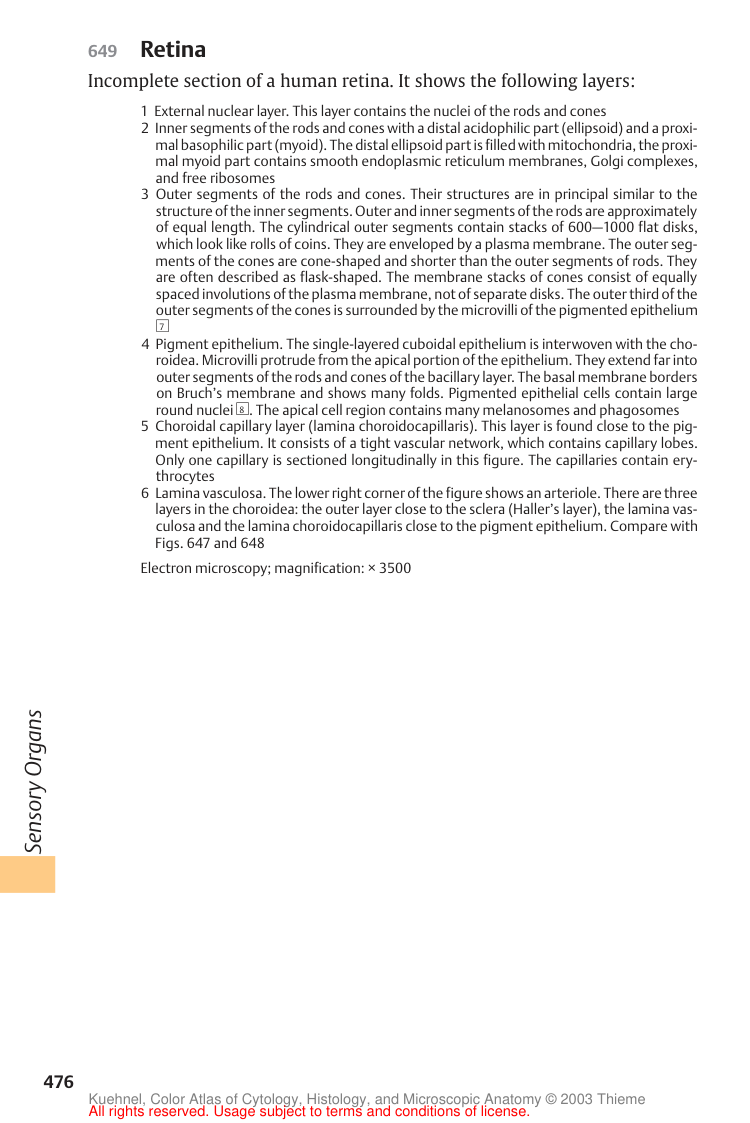 649 Retina
Incomplete section of a human retina. It shows the following layers:
1 External nuclear layer. This layer contains the nuclei of the rods and cones
2 Inner segments of the rods and cones with a distal acidophilic part (ellipsoid) and a proxi-
mal basophilic part (myoid). The distal ellipsoid part is filled with mitochondria, the proxi-
mal myoid part contains smooth endoplasmic reticulum membranes, Golgi complexes,
and free ribosomes
3 Outer segments of the rods and cones. Their structures are in principal similar to the
structure of the inner segments. Outer and inner segments of the rods are approximately
of equal length. The cylindrical outer segments contain stacks of 600—1000 flat disks,
which look like rolls of coins. They are enveloped by a plasma membrane. The outer seg-
ments of the cones are cone-shaped and shorter than the outer segments of rods. They
are often described as flask-shaped. The membrane stacks of cones consist of equally
spaced involutions of the plasma membrane, not of separate disks. The outer third of the
outer segments of the cones is surrounded by the microvilli of the pigmented epithelium
7
4 Pigment epithelium. The single-layered cuboidal epithelium is interwoven with the cho-
roidea. Microvilli protrude from the apical portion of the epithelium. They extend far into
outer segments of the rods and cones of the bacillary layer. The basal membrane borders
on Bruch's membrane and shows many folds. Pigmented epithelial cells contain large
round nuclei 8. The apical cell region contains many melanosomes and phagosomes
5 Choroidal capillary layer (lamina choroidocapillaris). This layer is found close to the pig-
ment epithelium. It consists of a tight vascular network, which contains capillary lobes.
Only one capillary is sectioned longitudinally in this figure. The capillaries contain ery-
throcytes
6 Lamina vasculosa. The lower right corner of the figure shows an arteriole. There are three
layers in the choroidea: the outer layer close to the sclera (Haller's layer), the lamina vas-
culosa and the lamina choroidocapillaris close to the pigment epithelium. Compare with
Figs. 647 and 648
Electron microscopy; magnification: × 3500
Sensory Organs
476
Kuehnel, Color Atlas of Cytology, Histology, and Microscopic Anatomy © 2003 Thieme
All rights reserved. Usage subject to terms and conditions of license.